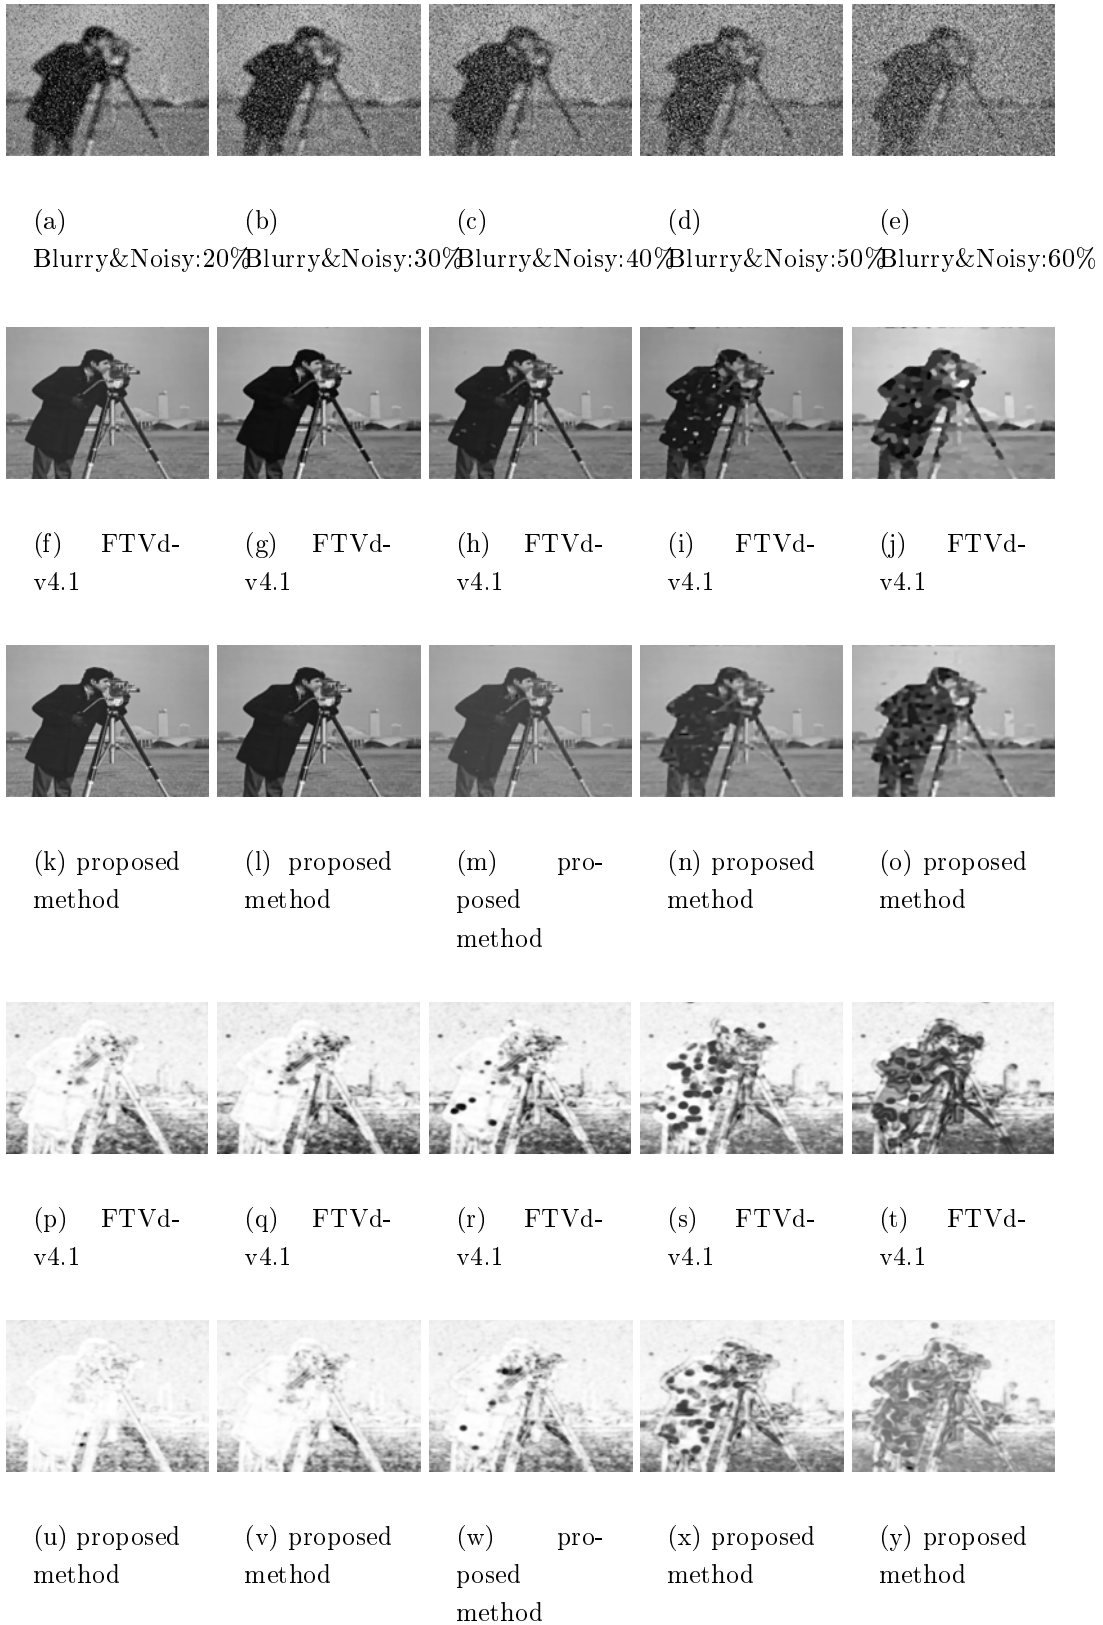 (a) (b) (c) (d) (e)
Blurry&Noisy:20% Blurry&Noisy:30% Blurry&Noisy:40% Blurry&Noisy:50% Blurry&Noisy:60%
(f) FTVd- (g) FTVd- (h) FTVd- (i) FTVd- (j) FTVd-
v4.1 v4.1 v4.1 v4.1 v4.1
(k) proposed (l) proposed (m) pro- (n) proposed (o) proposed
method method posed method method
method
(p) FTVd- (q) FTVd- (r) FTVd- (s) FTVd- (t) FTVd-
v4.1 v4.1 v4.1 v4.1 v4.1
(u) proposed (v) proposed (w) pro- (x) proposed (y) proposed
method method posed method method
method